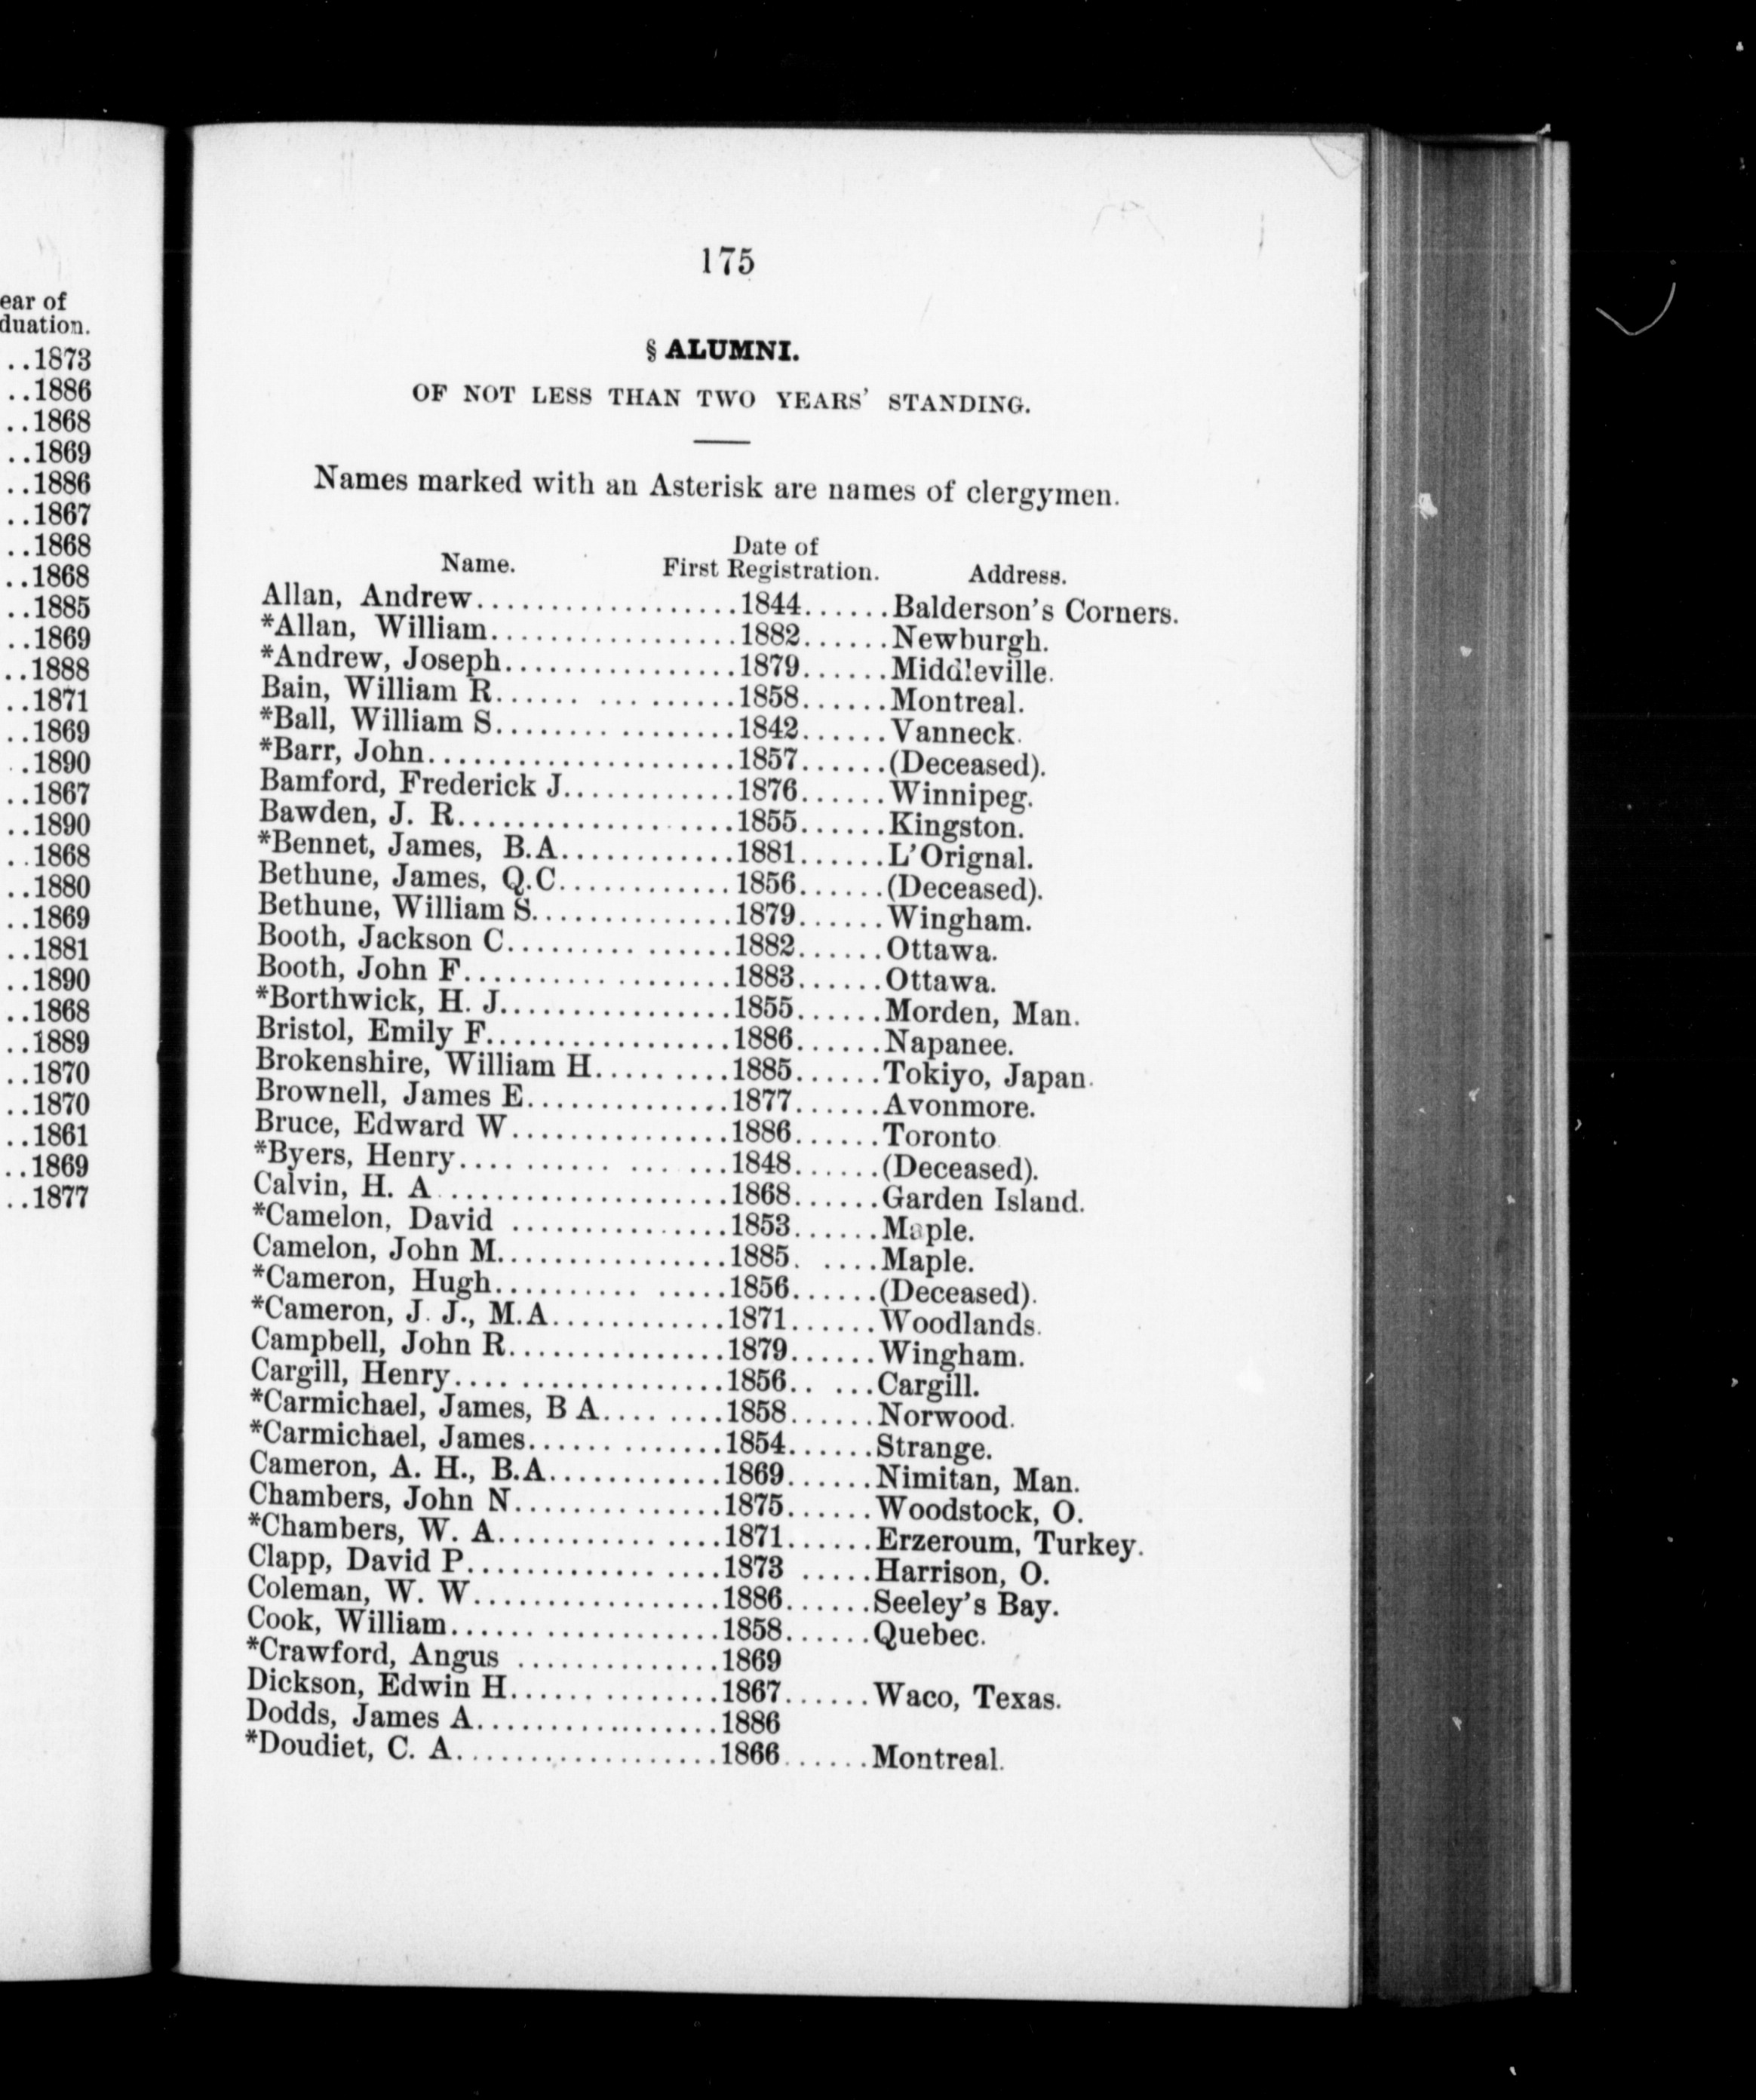 ear of
duation.
..1873
..1886
..1868
..1869
..1886
..1867
..1868
..1868
..1885
..1869
..1888
..1871
..1869
..1890
..1867
..1890
..1868
..1880
..1869
..1881
..1890
..1868
..1889
..1870
..1870
..1861
..1869
..1877
175
§ ALUMNI.
OF NOT LESS THAN TWO YEARS' STANDING.
Names marked with an Asterisk are names of clergymen.
Name. Date of First Registration. Address.
Allan, Andrew..................1844......Balderson's Corners.
*Allan, William.................1882......Newburgh.
*Andrew, Joseph................1879......Middleville.
Bain, William R...... ... ......1858......Montreal.
*Ball, William S.................1842......Vanneck.
*Barr, John.....................1857......(Deceased).
Bamford, Frederick J............1876......Winnipeg.
Bawden, J. R...................1855......Kingston.
*Bennet, James, B.A............1881......L'Orignal.
Bethune, James, Q.C............1856......(Deceased).
Bethune, William S..............1879......Wingham.
Booth, Jackson C...............1882......Ottawa.
Booth, John F..................1883......Ottawa.
*Borthwick, H. J................1855......Morden, Man.
Bristol, Emily F.................1886......Napanee.
Brokenshire, William H.........1885......Tokiyo, Japan.
Brownell, James E..............1877......Avonmore.
Bruce, Edward W...............1886......Toronto
*Byers, Henry.......... ... ...1848......(Deceased).
Calvin, H. A ....................1868......Garden Island.
*Camelon, David ...............1853......Maple.
Camelon, John M................1885. ....Maple.
*Cameron, Hugh.......... .....1856......(Deceased).
*Cameron, J. J., M.A............1871......Woodlands.
Campbell, John R...............1879......Wingham.
Cargill, Henry.... ..............1856.. ...Cargill.
*Carmichael, James, B A.... ....1858......Norwood.
*Carmichael, James..............1854......Strange.
Cameron, A. H., B.A............1869......Nimitan, Man.
Chambers, John N..............1875......Woodstock, O.
*Chambers, W. A...............1871......Erzeroum, Turkey.
Clapp, David P.................1873 .....Harrison, O.
Coleman, W. W.................1886......Seeley's Bay.
Cook, William...................1858......Quebec.
*Crawford, Angus ..............1869
Dickson, Edwin H..............1867......Waco, Texas.
Dodds, James A.................1886
*Doudiet, C. A..................1866......Montreal.